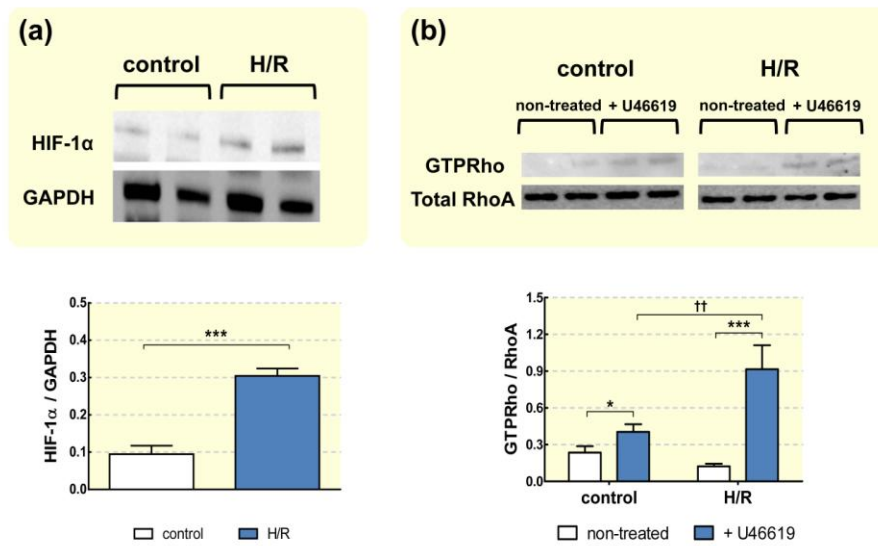 (a)
control H/R
HIF-1α
GAPDH
(b)
control H/R
non-treated + U46619 non-treated + U46619
GTPRho
Total RhoA
HIF-1α / GAPDH
0.5
0.4
0.3
0.2
0.1
0.0
***
control H/R
GTPRho / RhoA
1.5
1.2
0.9
0.6
0.3
0.0
††
***
*
control H/R
non-treated + U46619